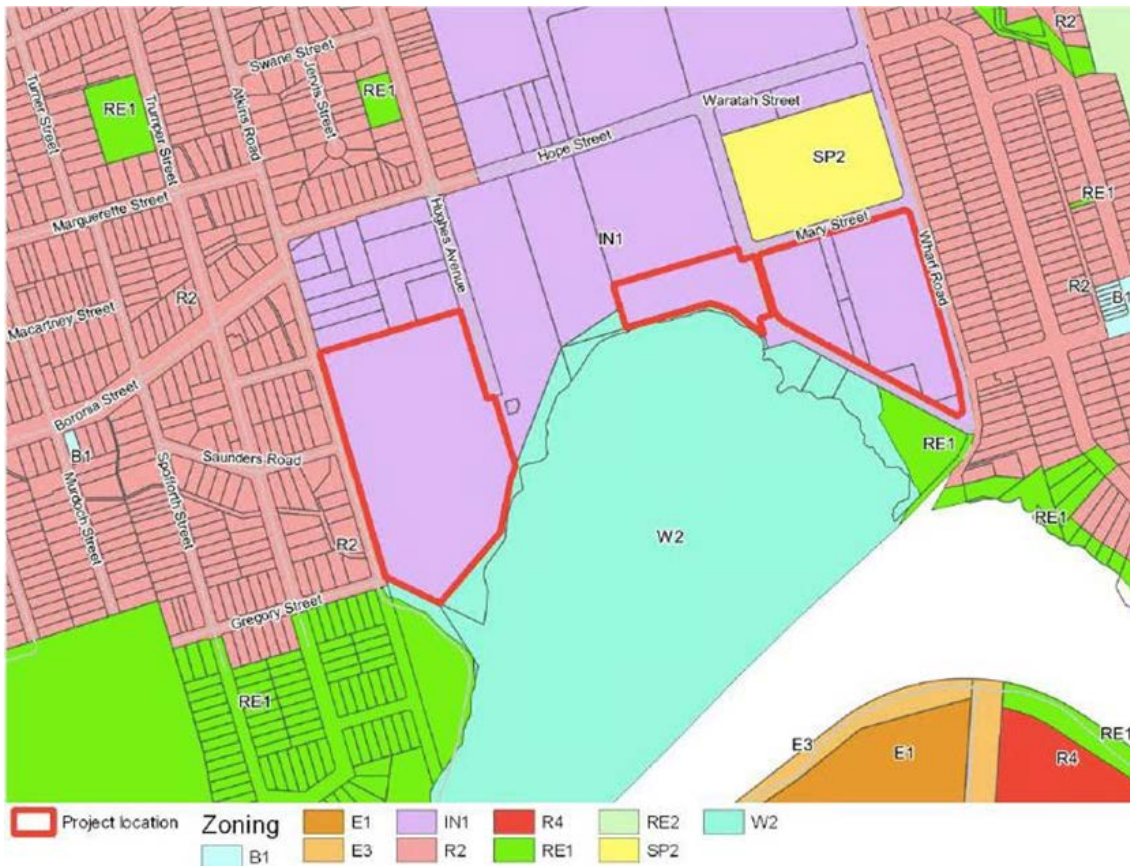 R2
Swane Street
Turner Street
Trumper Street
Atkins Road
Jervis Street
RE1
RE1
Waratah Street
Hope Street
SP2
Marguerette Street
Hughes Avenue
RE1
Mary Street
IN1
Wharf Road
R2
R2
B1
Macartney Street
Boronia Street
B1
Saunders Road
Murdoch Street
Spofforth Street
RE1
R2
W2
RE1
Gregory Street
RE1
E3
E1
R4
RE1
Project location
Zoning
E1
IN1
R4
RE2
W2
B1
E3
R2
RE1
SP2